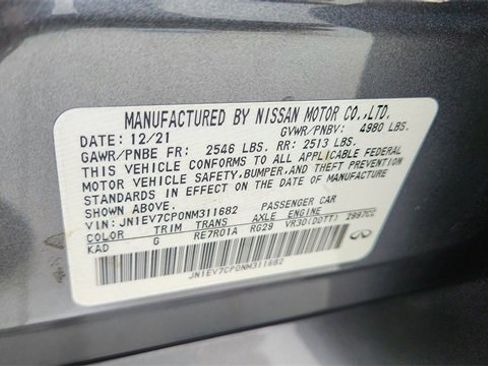 MANUFACTURED BY NISSAN MOTOR CO.,LTD.
DATE: 12/21 GVWR/PNBV: 4980 LBS.
GAWR/PNBE FR: 2546 LBS. RR: 2513 LBS.
THIS VEHICLE CONFORMS TO ALL APPLICABLE FEDERAL
MOTOR VEHICLE SAFETY,BUMPER,AND THEFT PREVENTION
STANDARDS IN EFFECT ON THE DATE OF MANUFACTURE
SHOWN ABOVE.
VIN: JN1EV7CP0NM311682 PASSENGER CAR
COLOR TRIM TRANS AXLE ENGINE
KAD G RE7R01A RG29 VR30(DDTT) 2997CC
JN1EV7CP0NM311682